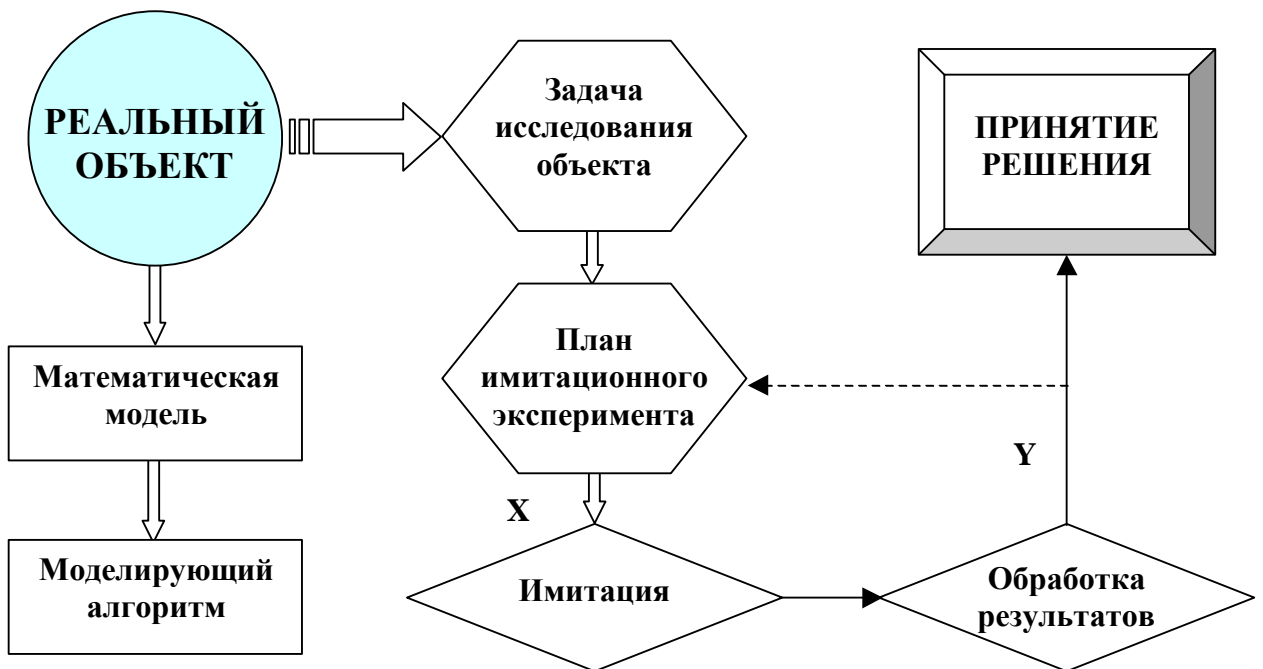 РЕАЛЬНЫЙ
ОБЪЕКТ
Задача
исследования
объекта
ПРИНЯТИЕ
РЕШЕНИЯ
Математическая
модель
План
имитационного
эксперимента
Y
X
Моделирующий
алгоритм
Имитация
Обработка
результатов